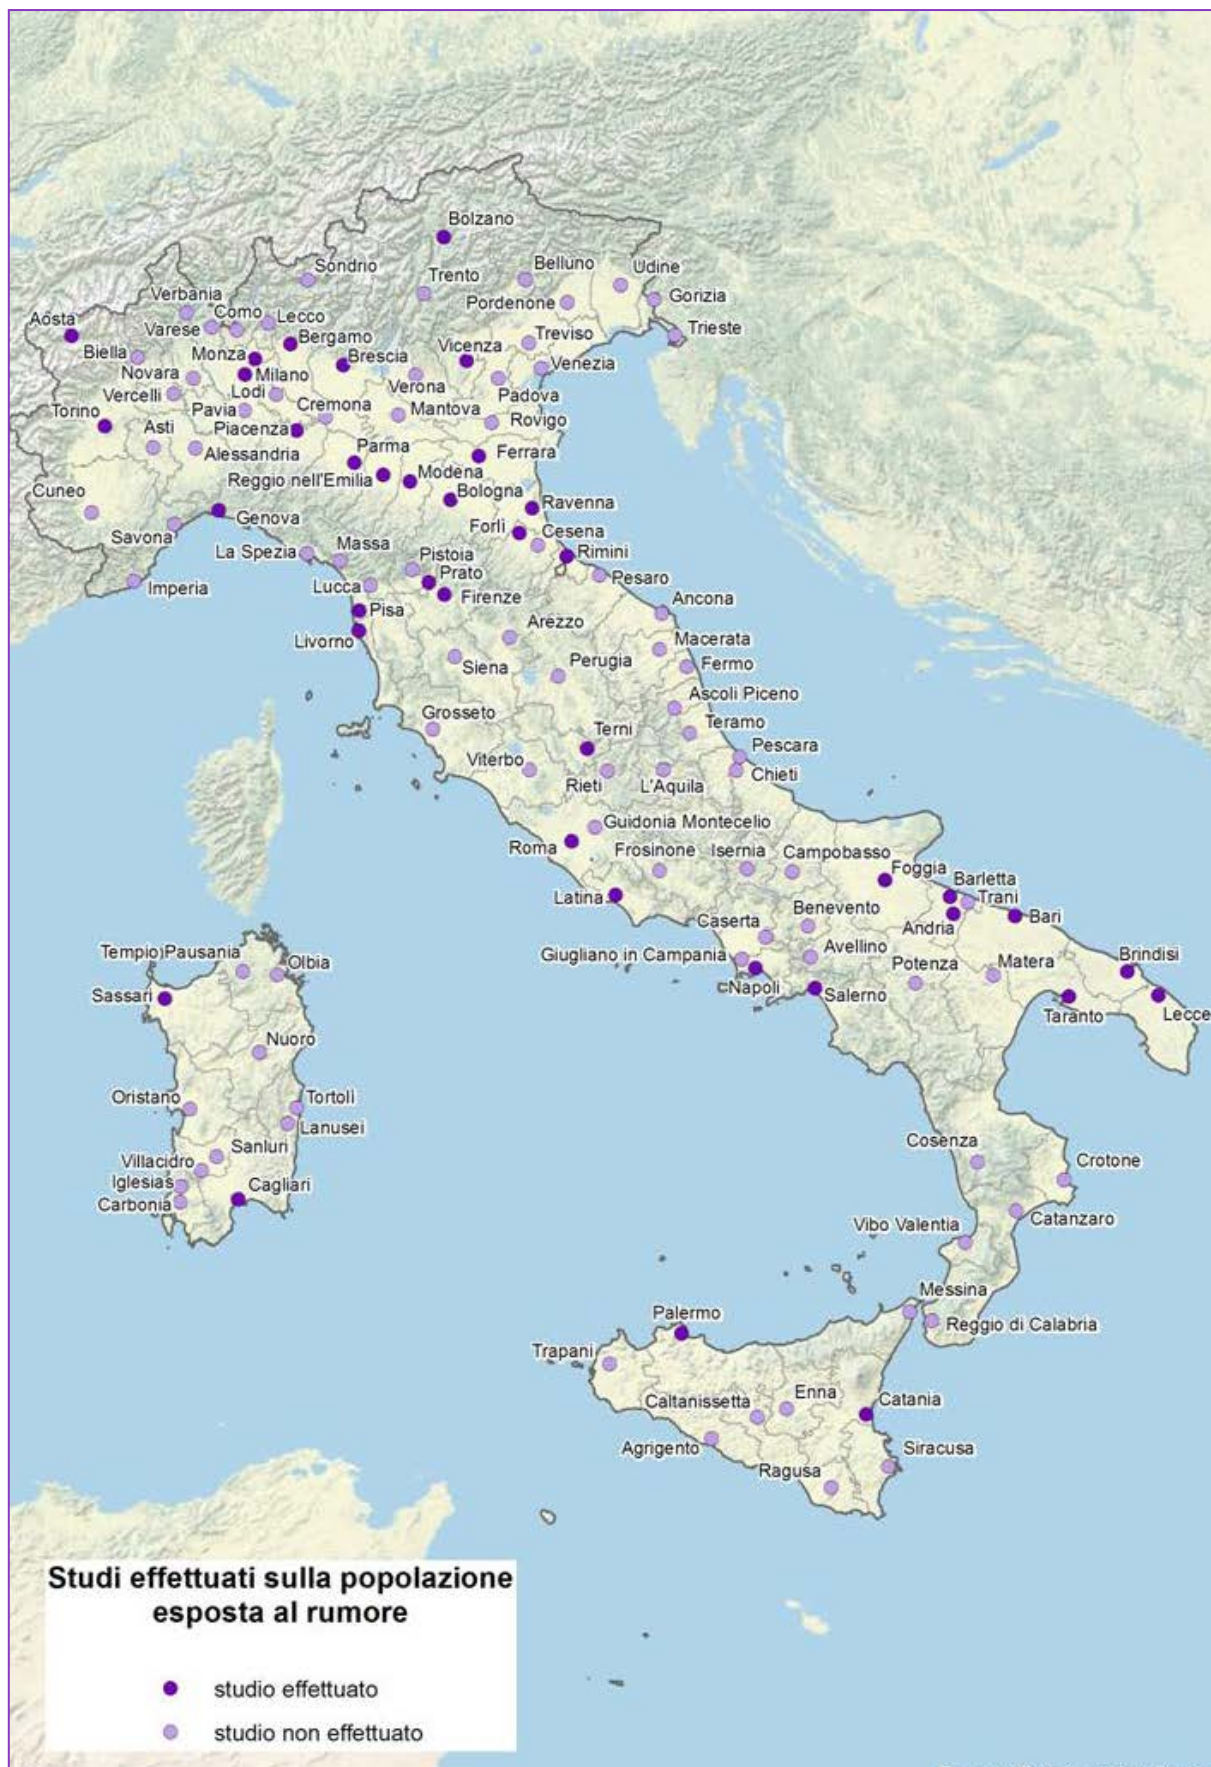 Bolzano
Sondrio
Trento
Belluno
Udine
Verbania
Como
Lecco
Pordenone
Gorizia
Aosta
Varese
Bergamo
Treviso
Trieste
Biella
Monza
Brescia
Vicenza
Venezia
Novara
Milano
Verona
Padova
Vercelli
Lodi
Torino
Pavia
Cremona
Mantova
Rovigo
Asti
Piacenza
Alessandria
Parma
Ferrara
Reggio nell'Emilia
Modena
Cuneo
Bologna
Genova
Ravenna
Savona
Forlì
Cesena
La Spezia
Massa
Pistoia
Rimini
Imperia
Lucca
Prato
Pesaro
Firenze
Pisa
Ancona
Livorno
Arezzo
Macerata
Siena
Perugia
Fermo
Ascoli Piceno
Grosseto
Terni
Teramo
Viterbo
Pescara
Rieti
L'Aquila
Chieti
Guidonia Montecelio
Roma
Frosinone
Isernia
Campobasso
Foggia
Barletta
Latina
Trani
Caserta
Benevento
Andria
Bari
Giugliano in Campania
Avellino
Tempio Pausania
Olbia
Potenza
Matera
Brindisi
Sassari
Napoli
Salerno
Taranto
Lecce
Nuoro
Oristano
Tortolì
Lanusei
Sanluri
Cosenza
Villacidro
Crotone
Iglesias
Cagliari
Carbonia
Catanzaro
Vibo Valentia
Messina
Palermo
Reggio di Calabria
Trapani
Enna
Caltanissetta
Catania
Agrigento
Siracusa
Ragusa
Studi effettuati sulla popolazione
esposta al rumore
studio effettuato
studio non effettuato